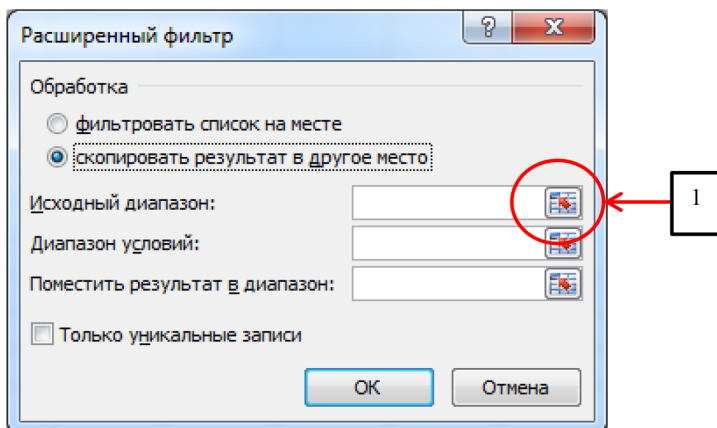 Расширенный фильтр
Обработка
фильтровать список на месте
скопировать результат в другое место
Исходный диапазон:
1
Диапазон условий:
Поместить результат в диапазон:
Только уникальные записи
ОК
Отмена